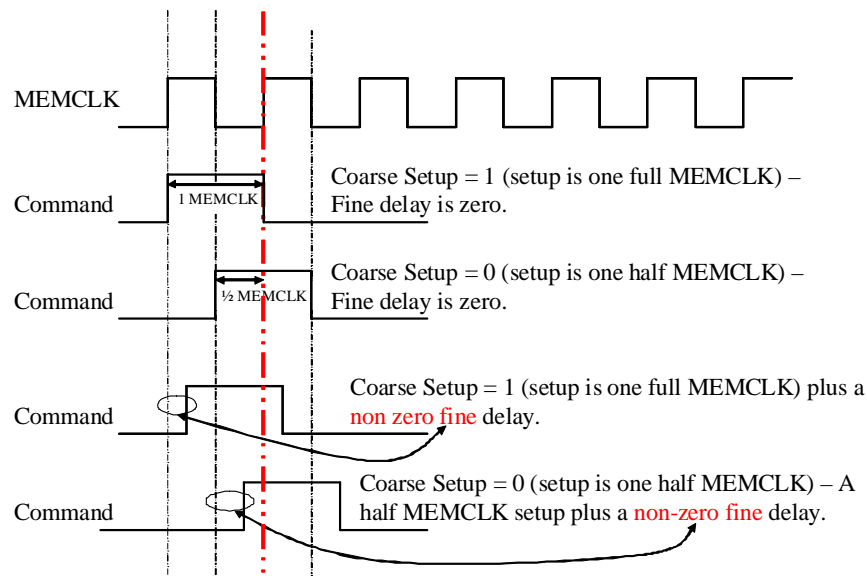 MEMCLK
Coarse Setup = 1 (setup is one full MEMCLK) –
Fine delay is zero.
Command
1 MEMCLK
Coarse Setup = 0 (setup is one half MEMCLK) –
Fine delay is zero.
Command
½ MEMCLK
Coarse Setup = 1 (setup is one full MEMCLK) plus a
non zero fine delay.
Command
Coarse Setup = 0 (setup is one half MEMCLK) – A
half MEMCLK setup plus a non-zero fine delay.
Command